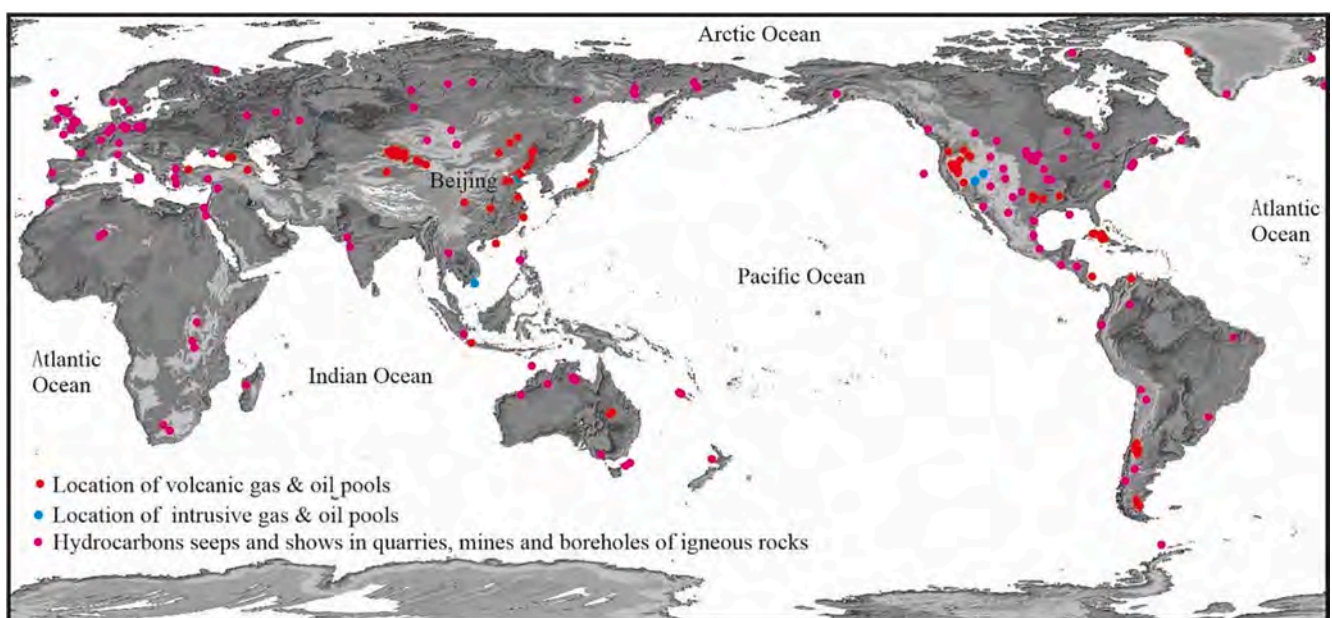 Arctic Ocean
Beijing
Atlantic
Ocean
Pacific Ocean
Atlantic
Ocean
Indian Ocean
Location of volcanic gas & oil pools
Location of intrusive gas & oil pools
Hydrocarbons seeps and shows in quarries, mines and boreholes of igneous rocks